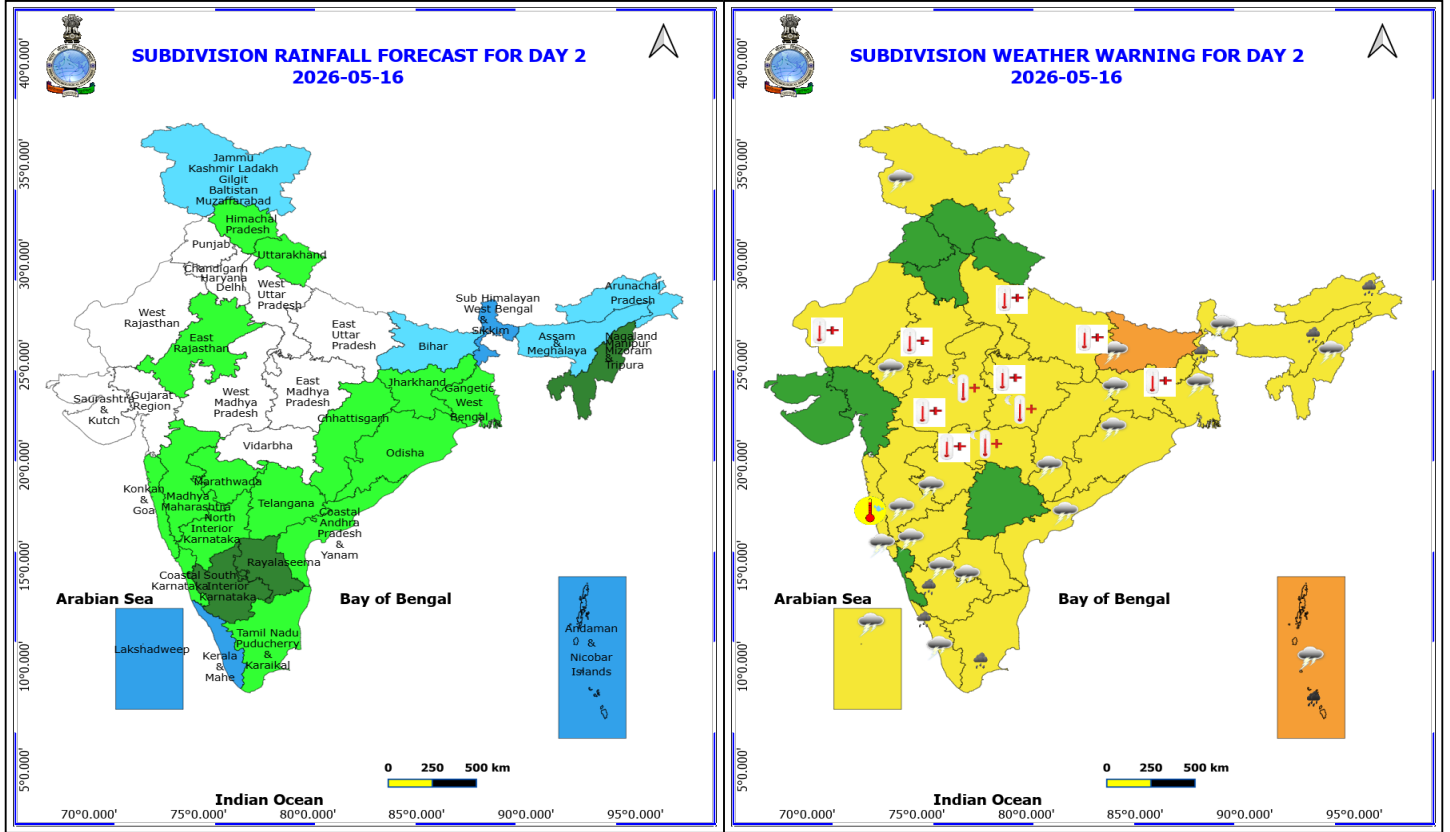 SUBDIVISION RAINFALL FORECAST FOR DAY 2
2026-05-16
40°0.000'
35°0.000'
30°0.000'
25°0.000'
20°0.000'
15°0.000'
10°0.000'
5°0.000'
Jammu
Kashmir Ladakh
Gilgit
Baltistan
Muzaffarabad
Himachal
Pradesh
Punjab
Uttarakhand
Chandigarh
Haryana
Delhi
West
Uttar
Pradesh
West
Rajasthan
East
Rajasthan
East
Uttar
Pradesh
Bihar
Sub Himalayan
West Bengal
&
Sikkim
Arunachal
Pradesh
Assam
&
Meghalaya
Nagaland
Manipur
Mizoram
&
Tripura
Saurashtra
&
Kutch
Gujarat
Region
West
Madhya
Pradesh
East
Madhya
Pradesh
Jharkhand
Gangetic
West
Bengal
Chhattisgarh
Vidarbha
Odisha
Konkan
&
Goa
Madhya
Maharashtra
Marathwada
Telangana
North
Interior
Karnataka
Coastal
Andhra
Pradesh
&
Yanam
Rayalaseema
Coastal
Karnataka
South
Interior
Karnataka
Arabian Sea
Bay of Bengal
Lakshadweep
Kerala
&
Mahe
Tamil Nadu
Puducherry
&
Karaikal
Andaman
&
Nicobar
Islands
0 250 500 km
Indian Ocean
70°0.000' 75°0.000' 80°0.000' 85°0.000' 90°0.000' 95°0.000'
SUBDIVISION WEATHER WARNING FOR DAY 2
2026-05-16
40°0.000'
35°0.000'
30°0.000'
25°0.000'
20°0.000'
15°0.000'
10°0.000'
5°0.000'
Arabian Sea
Bay of Bengal
0 250 500 km
Indian Ocean
70°0.000' 75°0.000' 80°0.000' 85°0.000' 90°0.000' 95°0.000'